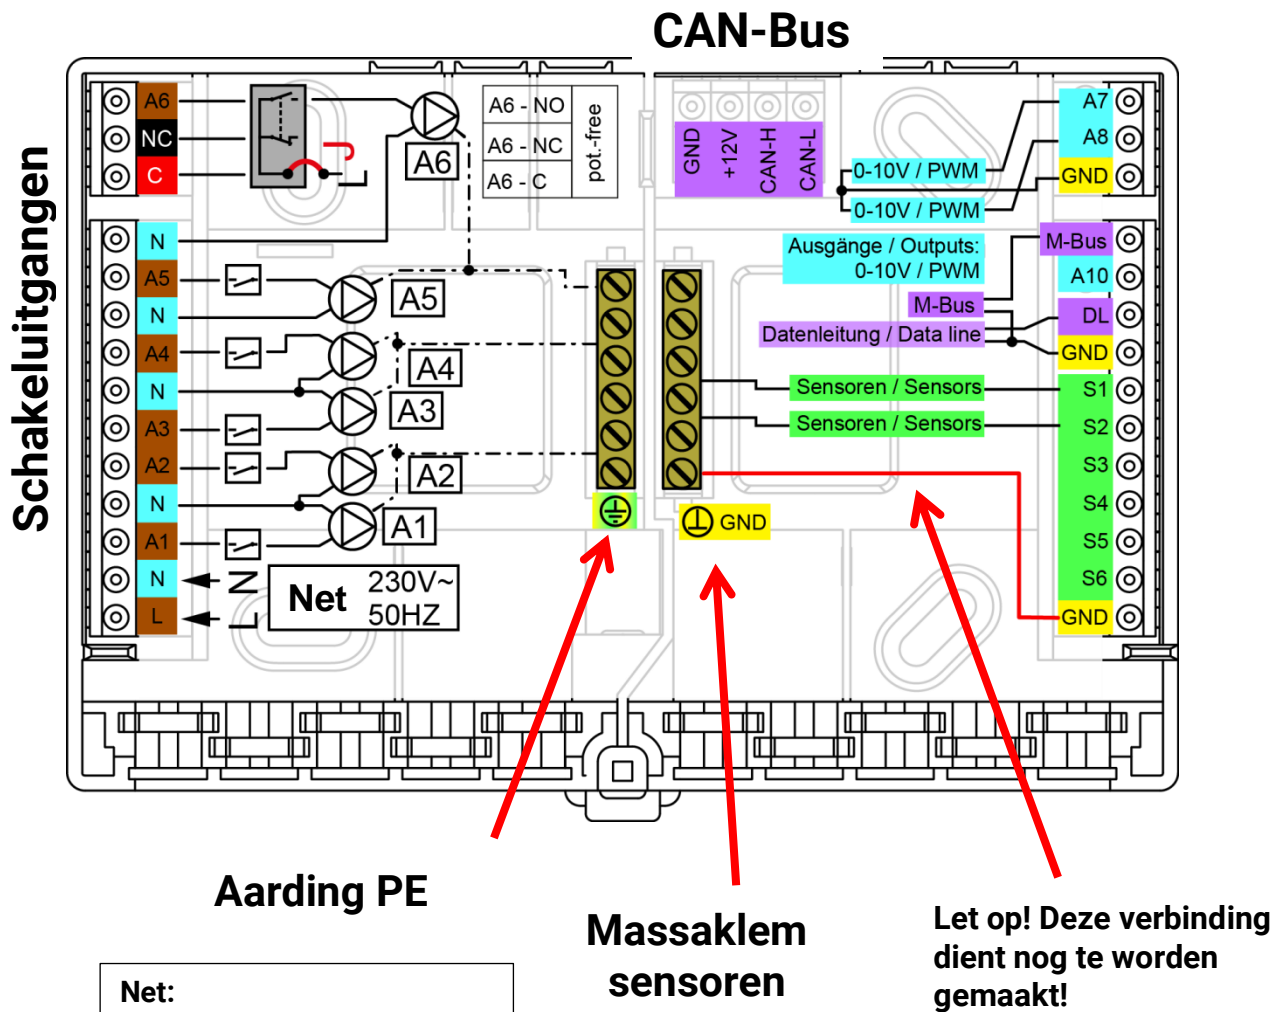 CAN-Bus
Schakeluitgangen
A6
NC
C
N
A5
N
A4
N
A3
A2
N
A1
N
L
A6
A5
A4
A3
A2
A1
N
L
L
Net 230V~
50HZ
A6 - NO
A6 - NC
A6 - C
pot.-free
GND
+12V
CAN-H
CAN-L
0-10V / PWM
0-10V / PWM
Ausgänge / Outputs:
0-10V / PWM
M-Bus
Datenleitung / Data line
Sensoren / Sensors
Sensoren / Sensors
GND
A7
A8
GND
M-Bus
A10
DL
GND
S1
S2
S3
S4
S5
S6
GND
Aarding PE
Massaklem
sensoren
Let op! Deze verbinding
dient nog te worden
gemaakt!
Net: